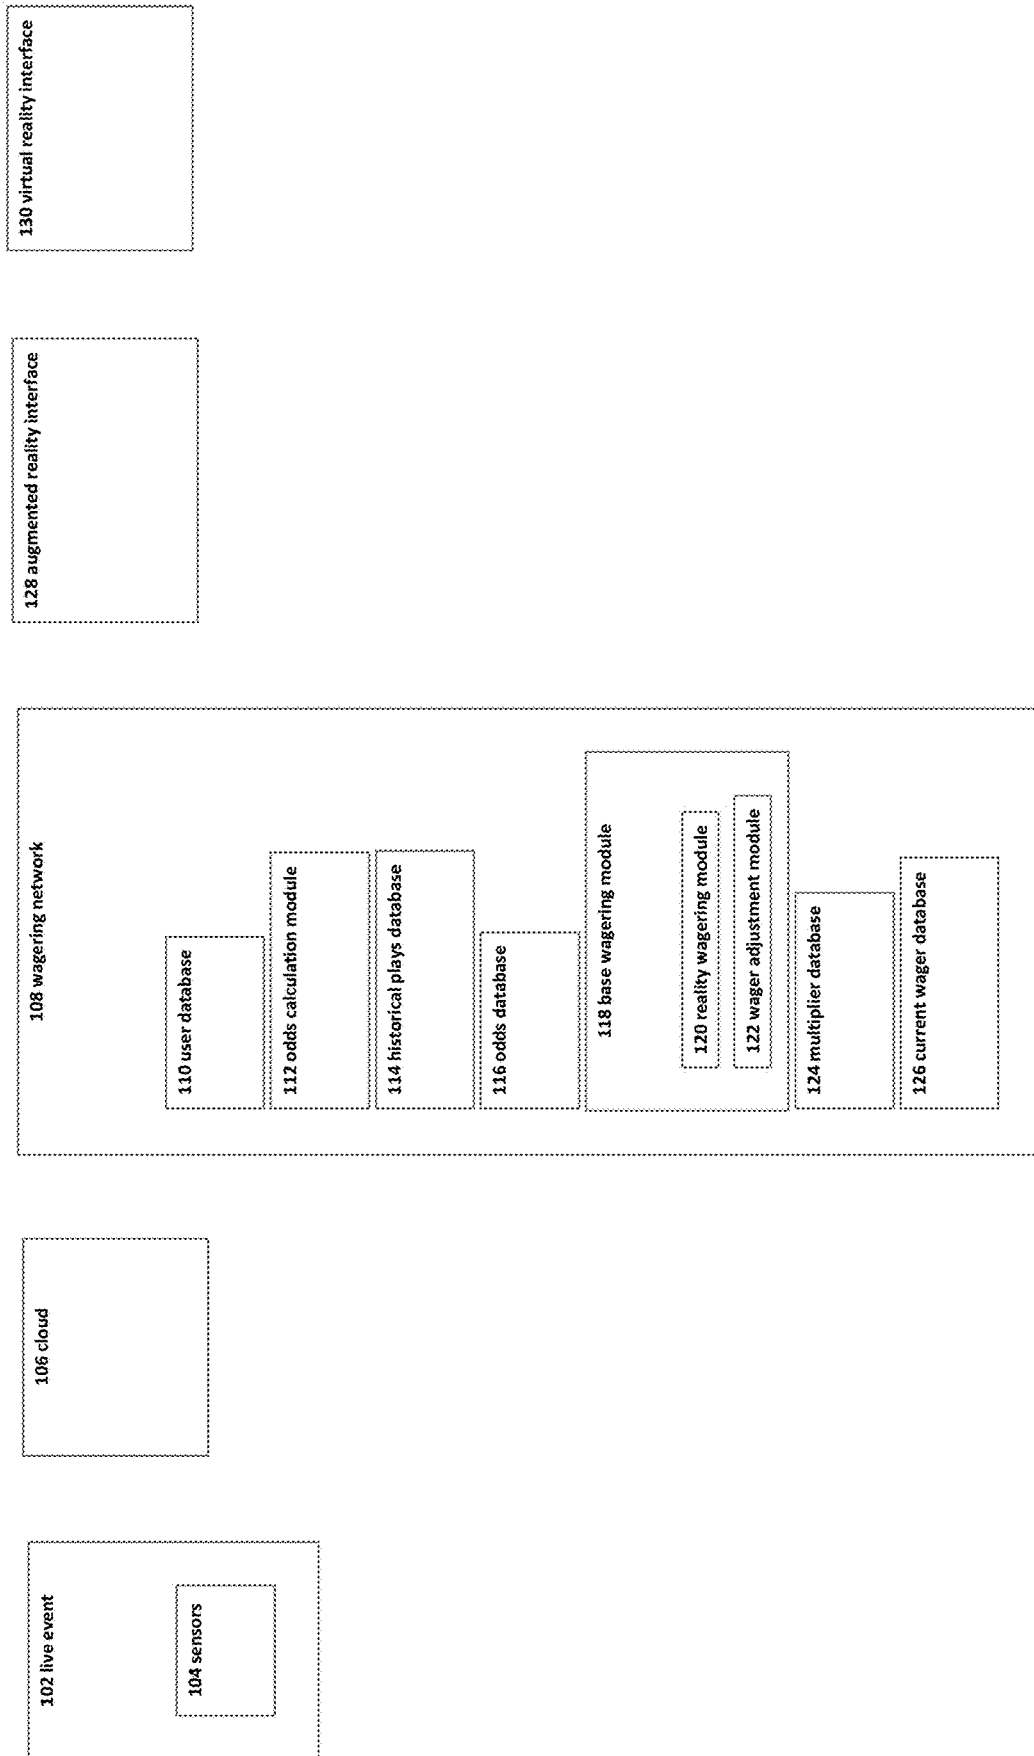 102 live event
104 sensors
106 cloud
108 wagering network
110 user database
112 odds calculation module
114 historical plays database
116 odds database
118 base wagering module
120 reality wagering module
122 wager adjustment module
124 multiplier database
126 current wager database
128 augmented reality interface
130 virtual reality interface